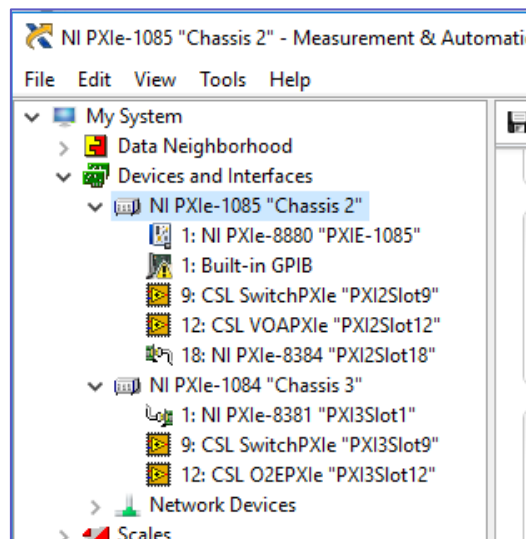 NI PXIe-1085 "Chassis 2" - Measurement & Automati
File Edit View Tools Help
My System
Data Neighborhood
Devices and Interfaces
NI PXIe-1085 "Chassis 2"
1: NI PXIe-8880 "PXIE-1085"
1: Built-in GPIB
9: CSL SwitchPXIe "PXI2Slot9"
12: CSL VOAPXIe "PXI2Slot12"
18: NI PXIe-8384 "PXI2Slot18"
NI PXIe-1084 "Chassis 3"
1: NI PXIe-8381 "PXI3Slot1"
9: CSL SwitchPXIe "PXI3Slot9"
12: CSL O2EPXIe "PXI3Slot12"
Network Devices
Scales